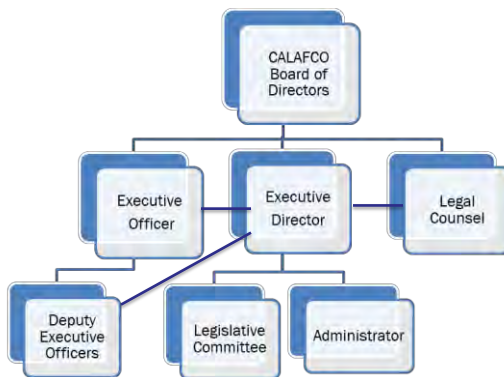 CALAFCO
Board of
Directors
Executive
Officer
Executive
Director
Legal
Counsel
Deputy
Executive
Officers
Legislative
Committee
Administrator